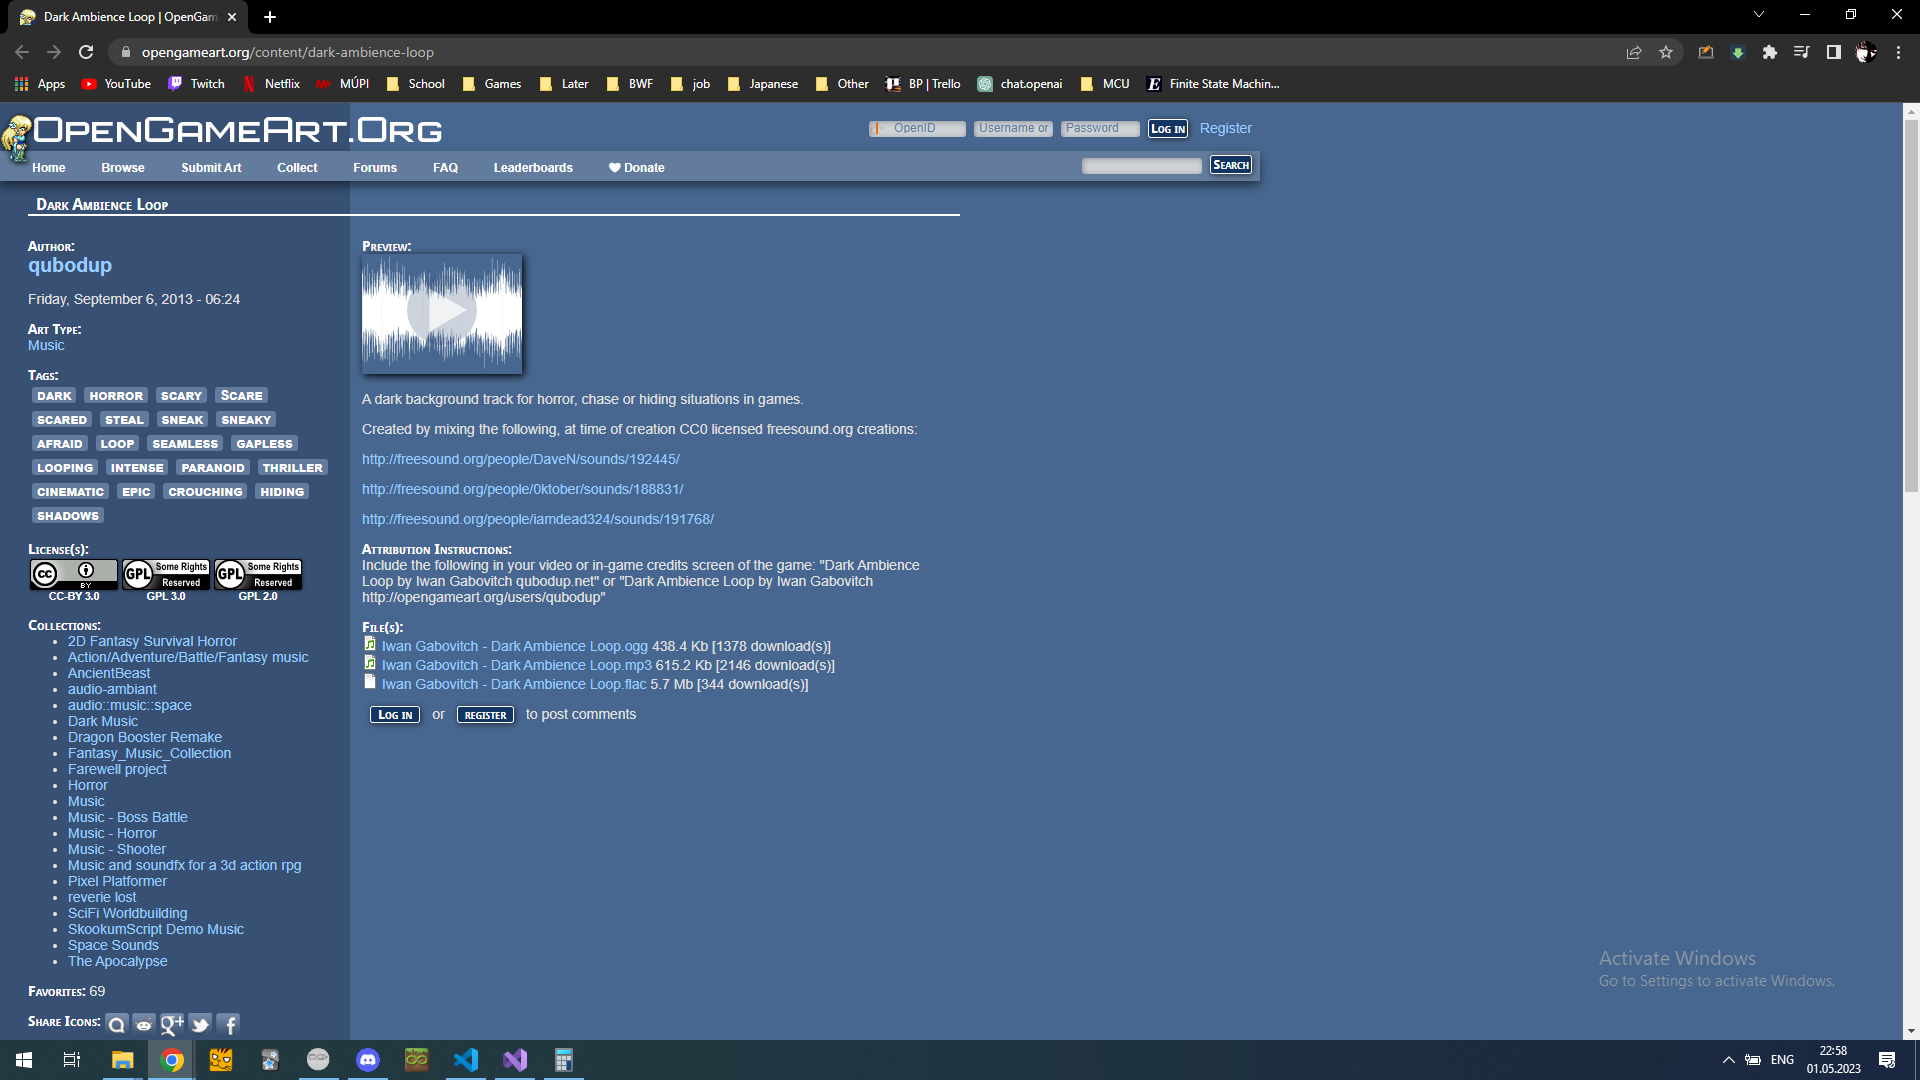 Dark Ambience Loop | OpenGam
opengameart.org/content/dark-ambience-loop
Apps YouTube Twitch Netflix MÚPI School Games Later BWF job Japanese Other BP | Trello chat.openai MCU Finite State Machin...
OpenGameArt.Org
OpenID Username or Password Log in Register
Home Browse Submit Art Collect Forums FAQ Leaderboards Donate Search
Dark Ambience Loop
Author:
qubodup
Friday, September 6, 2013 - 06:24
Art Type:
Music
Tags:
DARK HORROR SCARY Scare
SCARED STEAL SNEAK SNEAKY
AFRAID LOOP SEAMLESS GAPLESS
LOOPING INTENSE PARANOID THRILLER
CINEMATIC EPIC CROUCHING HIDING
SHADOWS
License(s):
CC BY GPL Some Rights Reserved GPL Some Rights Reserved
CC-BY 3.0 GPL 3.0 GPL 2.0
Collections:
2D Fantasy Survival Horror
Action/Adventure/Battle/Fantasy music
AncientBeast
audio-ambiant
audio::music::space
Dark Music
Dragon Booster Remake
Fantasy_Music_Collection
Farewell project
Horror
Music
Music - Boss Battle
Music - Horror
Music - Shooter
Music and soundfx for a 3d action rpg
Pixel Platformer
reverie lost
SciFi Worldbuilding
SkookumScript Demo Music
Space Sounds
The Apocalypse
Favorites: 69
Share Icons:
Preview:
A dark background track for horror, chase or hiding situations in games.
Created by mixing the following, at time of creation CC0 licensed freesound.org creations:
http://freesound.org/people/DaveN/sounds/192445/
http://freesound.org/people/0ktober/sounds/188831/
http://freesound.org/people/iamdead324/sounds/191768/
Attribution Instructions:
Include the following in your video or in-game credits screen of the game: "Dark Ambience
Loop by Iwan Gabovitch qubodup.net" or "Dark Ambience Loop by Iwan Gabovitch
http://opengameart.org/users/qubodup"
File(s):
Iwan Gabovitch - Dark Ambience Loop.ogg 438.4 Kb [1378 download(s)]
Iwan Gabovitch - Dark Ambience Loop.mp3 615.2 Kb [2146 download(s)]
Iwan Gabovitch - Dark Ambience Loop.flac 5.7 Mb [344 download(s)]
Log in or register to post comments
Activate Windows
Go to Settings to activate Windows.
ENG
22:58
01.05.2023